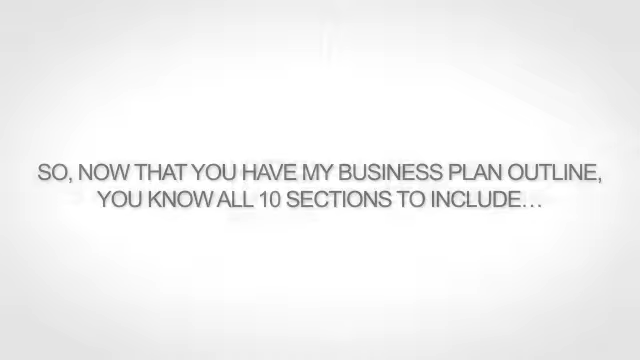 SO, NOW THAT YOU HAVE MY BUSINESS PLAN OUTLINE,
YOU KNOW ALL 10 SECTIONS TO INCLUDE…